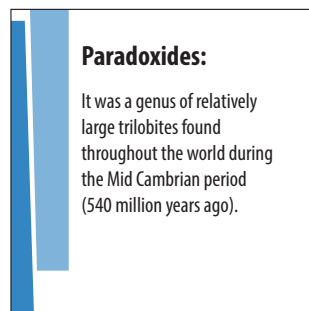 Paradoxides:
It was a genus of relatively
large trilobites found
throughout the world during
the Mid Cambrian period
(540 million years ago).